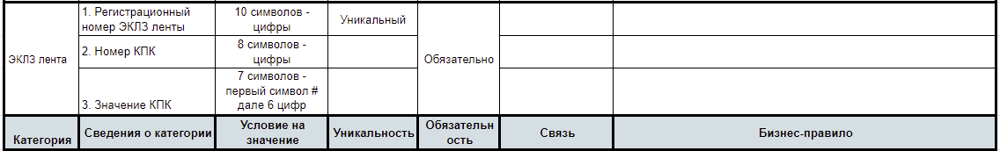 ЭКЛЗ лента
1. Регистрационный
номер ЭКЛЗ ленты
10 символов -
цифры
Уникальный
Обязательно
2. Номер КПК
8 символов -
цифры
3. Значение КПК
7 символов -
первый символ #
дале 6 цифр
Категория
Сведения о категории
Условие на
значение
Уникальность
Обязательн
ость
Связь
Бизнес-правило